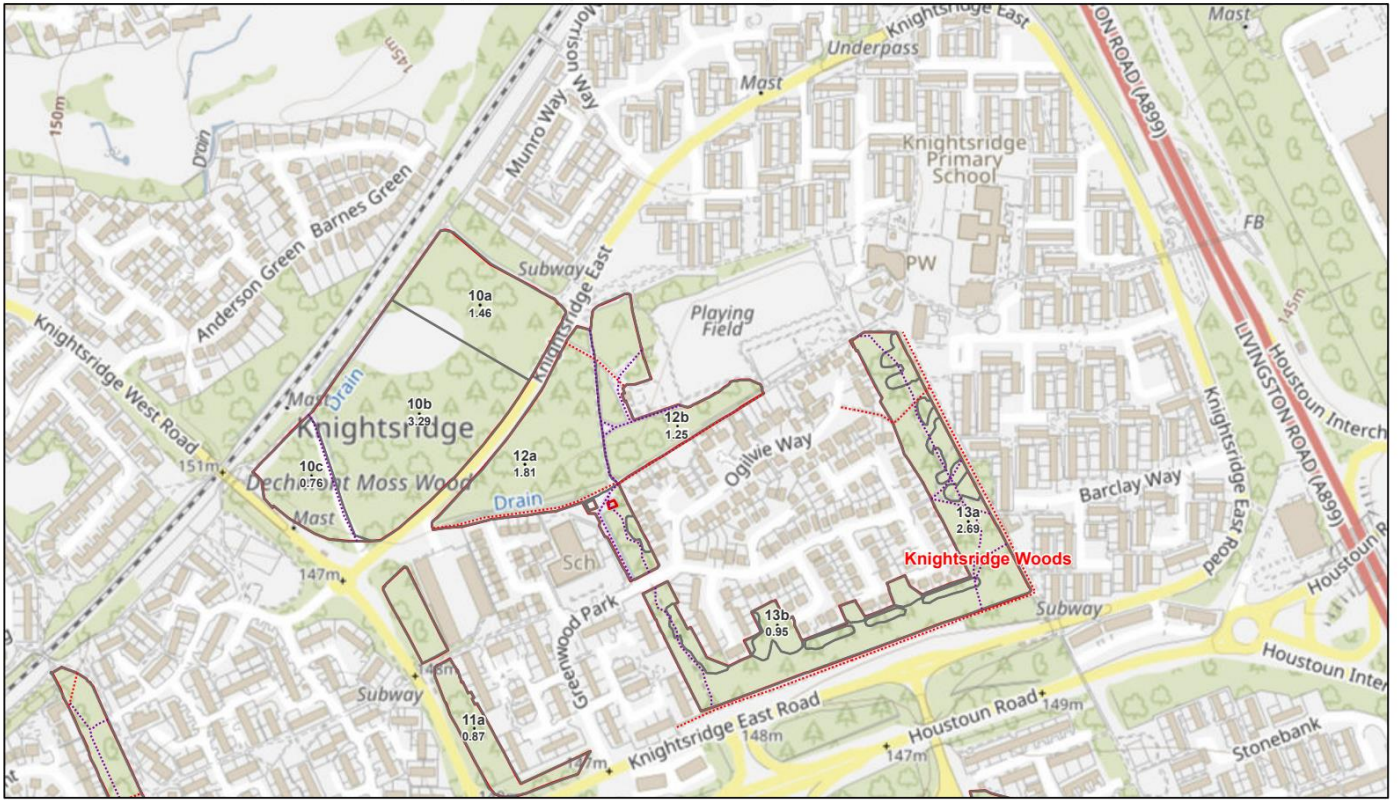 Mast
Knightsridge East
Underpass
ON ROAD (A899)
Morrison Way
145m
Mast
150m
Munro Way
Drain
Knightsridge
Primary
School
Barnes Green
Anderson Green
FB
Subway
PW
10a
1.46
Knightsridge East
145m
Playing
Field
Knightsridge West Road
LIVINGSTON ROAD (A899)
Houstoun Interch
Drain
Mast
10b
3.29
Knightsridge
12b
1.25
Knightsridge East Road
Ogilvie Way
12a
1.81
151m
10c
0.76
Dechmont Moss Wood
Barclay Way
Drain
Mast
13a
2.69
Sch
Knightsridge Woods
147m
Houstoun R
Greenwood Park
13b
0.95
Subway
Houstoun Inter
148m
Subway
11a
0.87
Houstoun Road
149m
Knightsridge East Road
148m
Stonebank
147m
147m